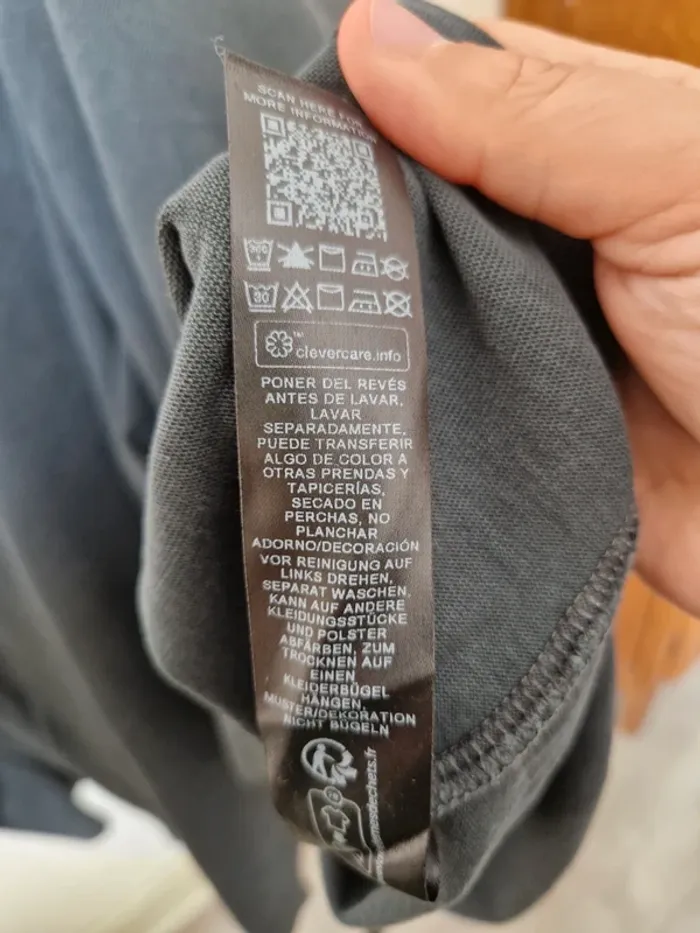 SCAN HERE FOR
MORE INFORMATION
30
clevercare.info
PONER DEL REVÉS
ANTES DE LAVAR,
LAVAR
SEPARADAMENTE,
PUEDE TRANSFERIR
ALGO DE COLOR A
OTRAS PRENDAS Y
TAPICERÍAS,
SECADO EN
PERCHAS, NO
PLANCHAR
ADORNO/DECORACIÓN
VOR REINIGUNG AUF
LINKS DREHEN,
SEPARAT WASCHEN,
KANN AUF ANDERE
KLEIDUNGSSTÜCKE
UND POLSTER
ABFÄRBEN, ZUM
TROCKNEN AUF
EINEN
KLEIDERBÜGEL
HÄNGEN,
MUSTER/DEKORATION
NICHT BÜGELN